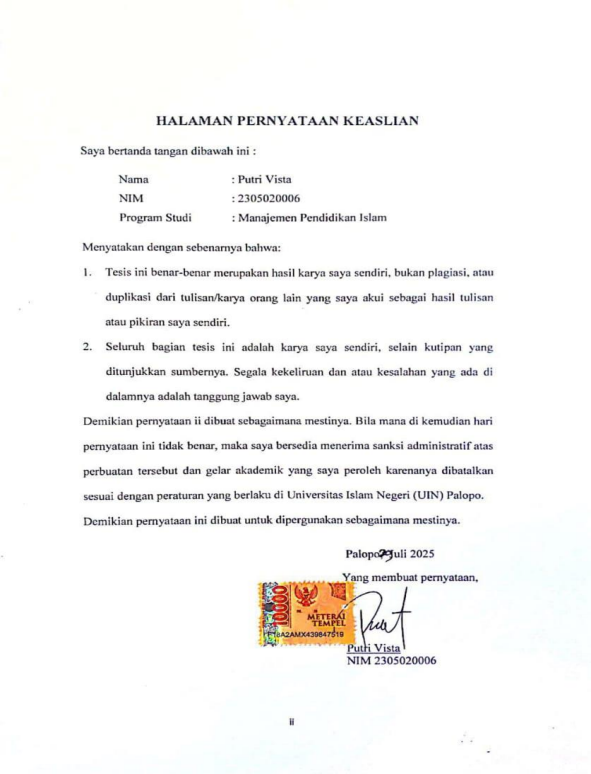 HALAMAN PERNYATAAN KEASLIAN
Saya bertanda tangan dibawah ini :
Nama : Putri Vista
NIM : 2305020006
Program Studi : Manajemen Pendidikan Islam
Menyatakan dengan sebenarnya bahwa:
1. Tesis ini benar-benar merupakan hasil karya saya sendiri, bukan plagiasi, atau
duplikasi dari tulisan/karya orang lain yang saya akui sebagai hasil tulisan
atau pikiran saya sendiri.
2. Seluruh bagian tesis ini adalah karya saya sendiri, selain kutipan yang
ditunjukkan sumbernya. Segala kekeliruan dan atau kesalahan yang ada di
dalamnya adalah tanggung jawab saya.
Demikian pernyataan ii dibuat sebagaimana mestinya. Bila mana di kemudian hari
pernyataan ini tidak benar, maka saya bersedia menerima sanksi administratif atas
perbuatan tersebut dan gelar akademik yang saya peroleh karenanya dibatalkan
sesuai dengan peraturan yang berlaku di Universitas Islam Negeri (UIN) Palopo.
Demikian pernyataan ini dibuat untuk dipergunakan sebagaimana mestinya.
Palopo Juli 2025
Yang membuat pernyataan,
10000
METERAI
TEMPEL
8A2AMX439847519
Putri Vista
NIM 2305020006
ii